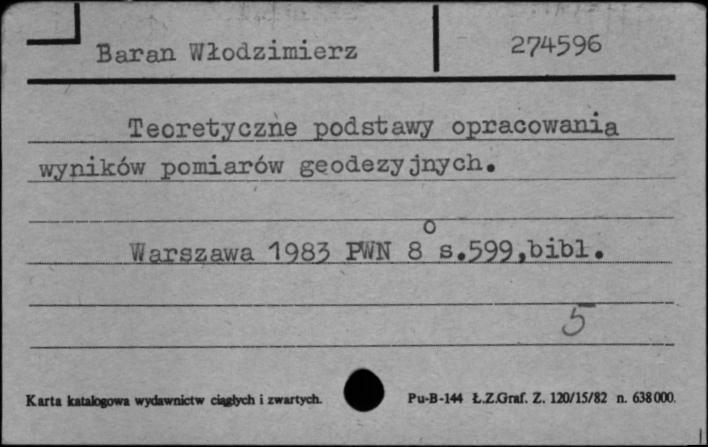 Baran Włodzimierz 274596
Teoretyczne podstawy opracowania
wyników pomiarów geodezyjnych.
Warszawa 1983 PWN 8° s.599,bibl.
5
Karta katalogowa wydawnictw ciągłych i zwartych. Pu-B-144 Ł.Z.Graf. Z. 120/15/82 n. 638000.